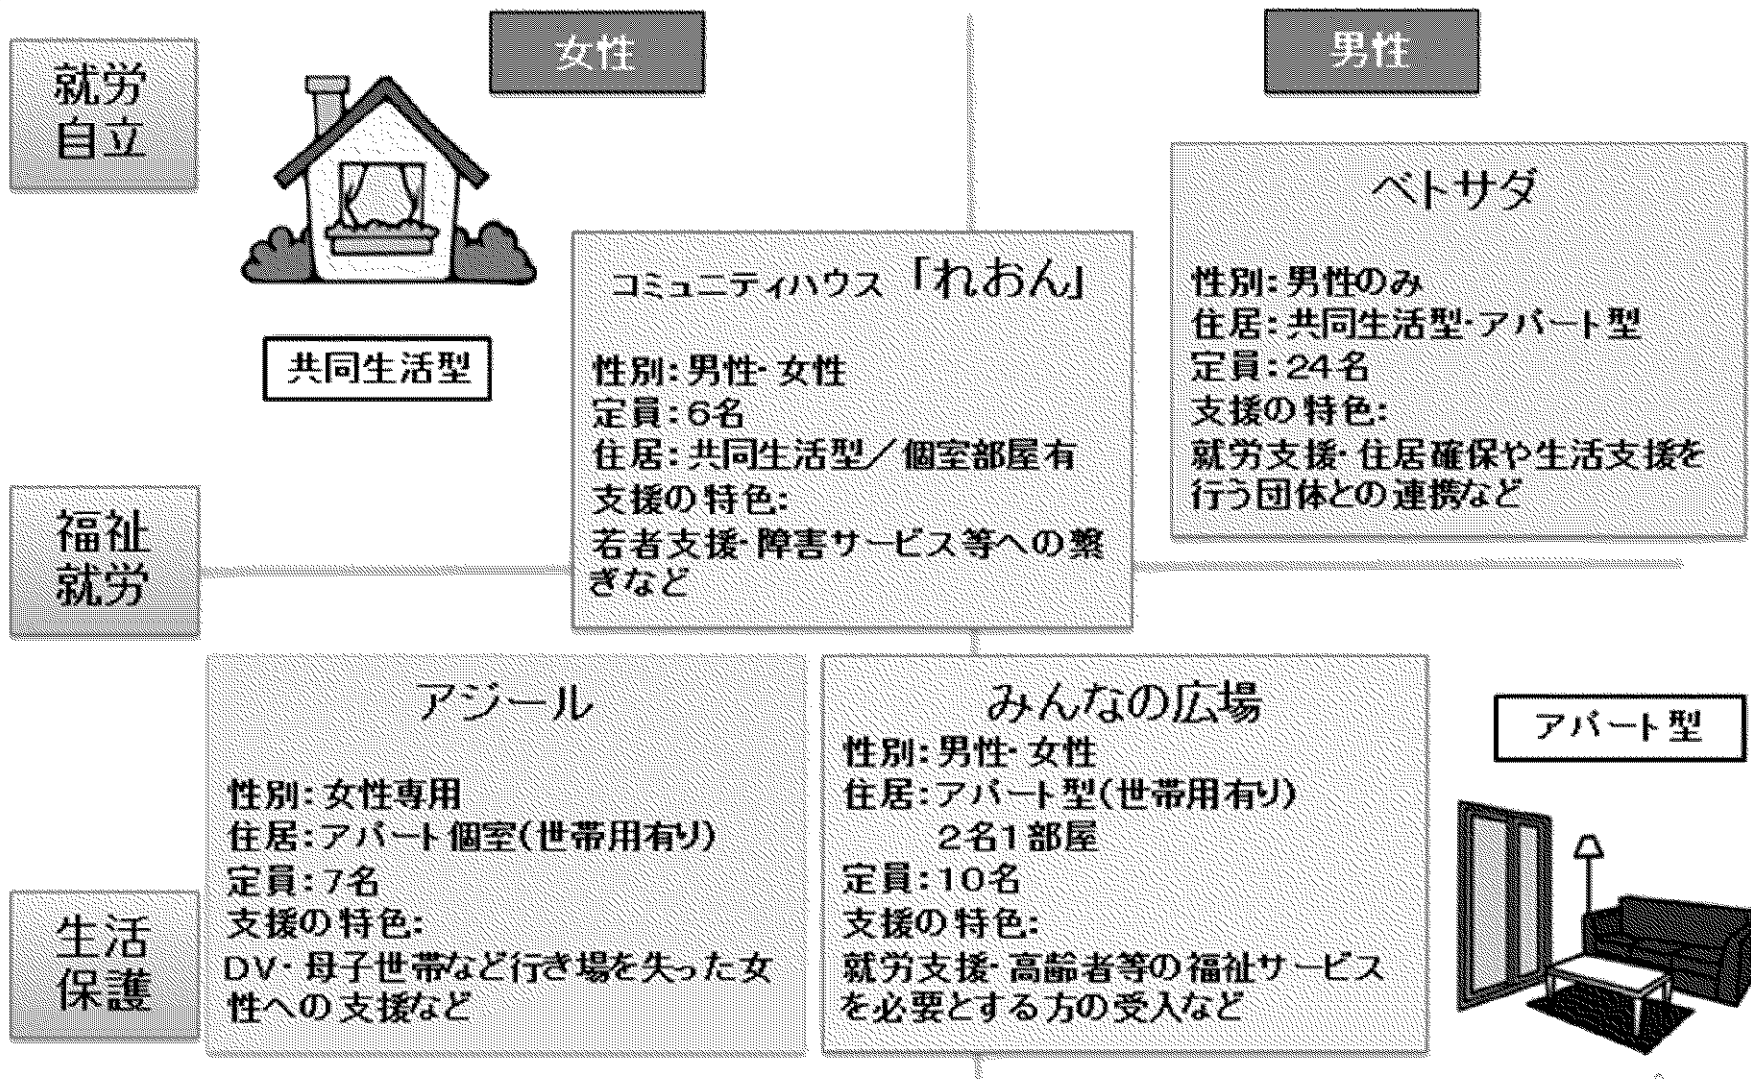 女性
男性
就労
自立
ベトサダ
性別：男性のみ
住居：共同生活型・アパート型
定員：24名
支援の特色：
就労支援・住居確保や生活支援を
行う団体との連携など
コミュニティハウス「れおん」
性別：男性・女性
定員：6名
住居：共同生活型／個室部屋有
支援の特色：
若者支援・障害サービス等への繋
ぎなど
共同生活型
福祉
就労
アジール
性別：女性専用
住居：アパート個室（世帯用有り）
定員：7名
支援の特色：
DV・母子世帯など行き場を失った女
性への支援など
みんなの広場
性別：男性・女性
住居：アパート型（世帯用有り）
2名1部屋
定員：10名
支援の特色：
就労支援・高齢者等の福祉サービス
を必要とする方の受入など
アパート型
生活
保護